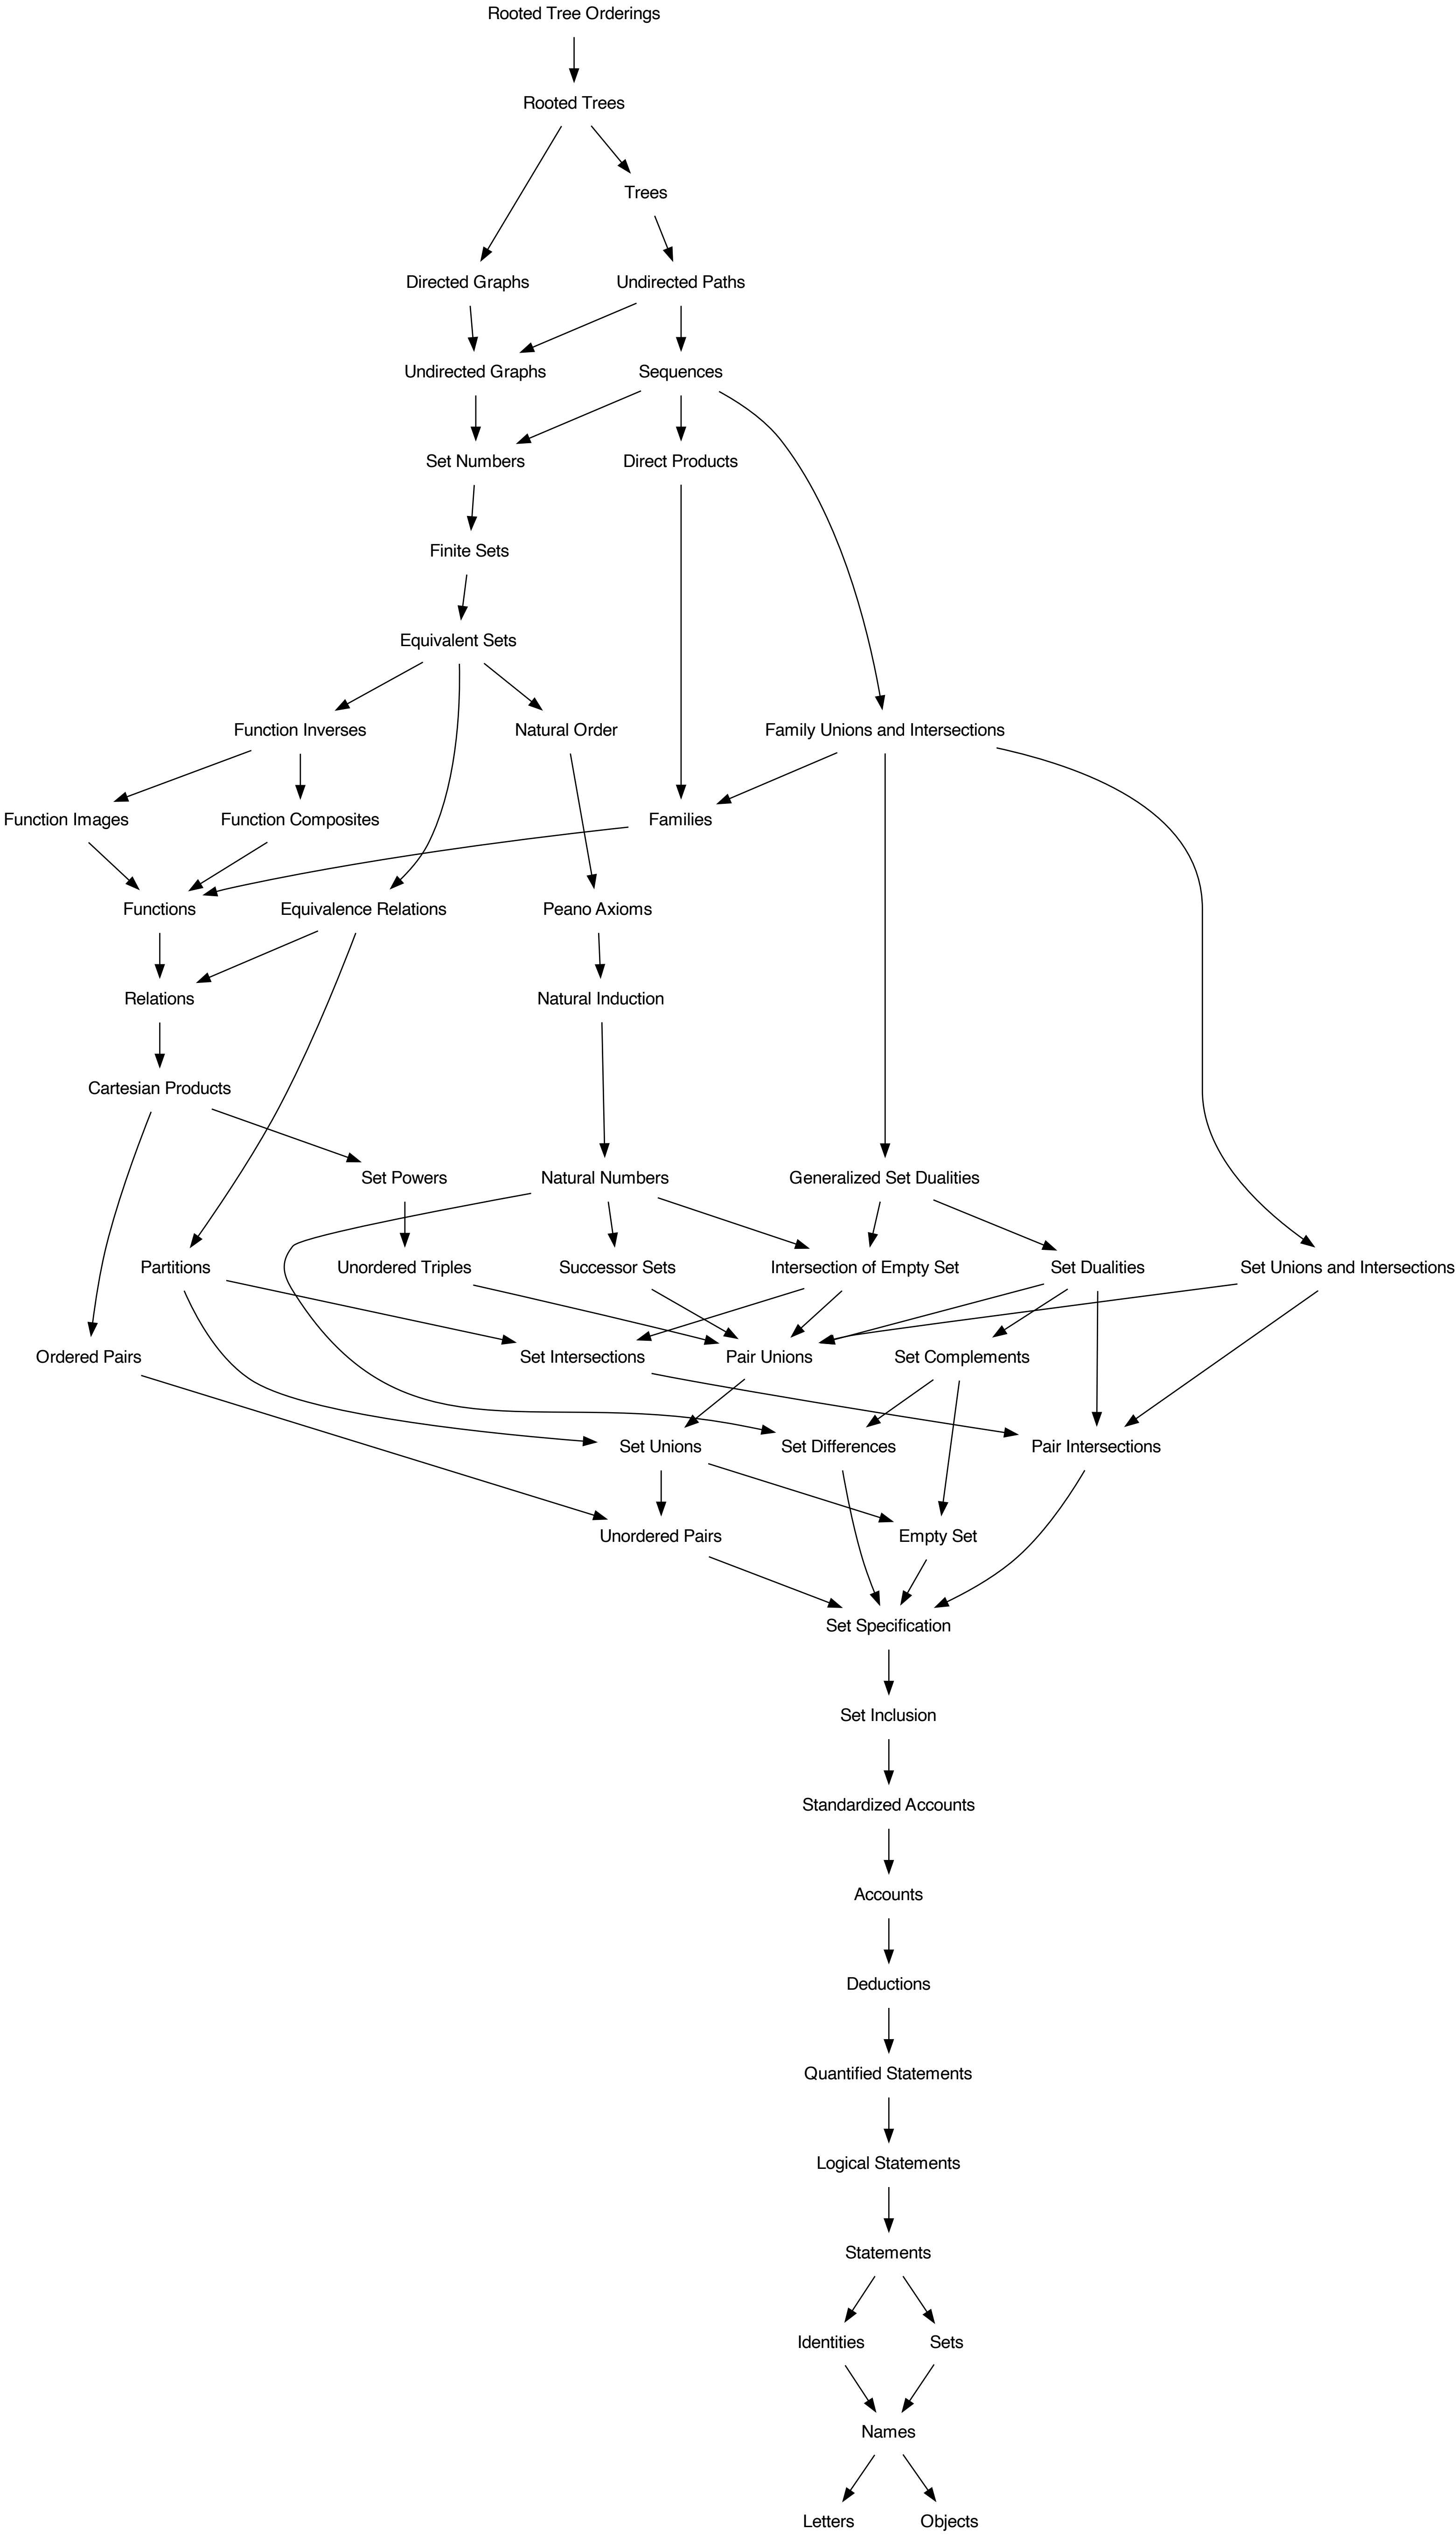 Rooted Tree Orderings
Rooted Trees
Trees
Directed Graphs
Undirected Paths
Undirected Graphs
Sequences
Set Numbers
Direct Products
Finite Sets
Equivalent Sets
Function Inverses
Natural Order
Family Unions and Intersections
Function Images
Function Composites
Families
Functions
Equivalence Relations
Peano Axioms
Relations
Natural Induction
Cartesian Products
Set Powers
Natural Numbers
Generalized Set Dualities
Partitions
Unordered Triples
Successor Sets
Intersection of Empty Set
Set Dualities
Set Unions and Intersections
Ordered Pairs
Set Intersections
Pair Unions
Set Complements
Set Unions
Set Differences
Pair Intersections
Unordered Pairs
Empty Set
Set Specification
Set Inclusion
Standardized Accounts
Accounts
Deductions
Quantified Statements
Logical Statements
Statements
Identities
Sets
Names
Letters
Objects